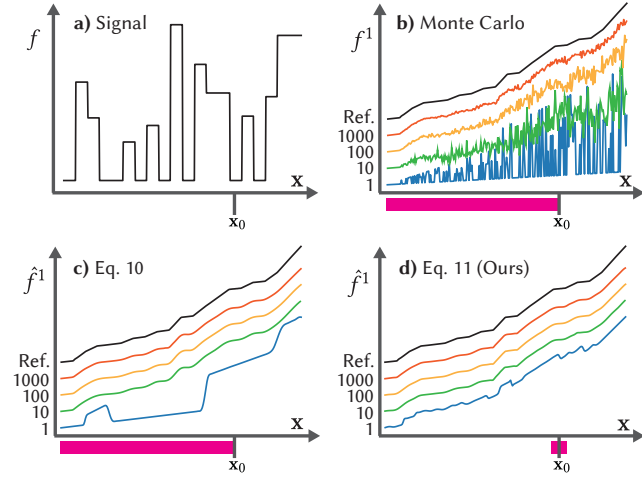 f
a) Signal
x
x₀
f¹
b) Monte Carlo
Ref.
1000
100
10
1
x
x₀
f̂¹
c) Eq. 10
Ref.
1000
100
10
1
x
x₀
f̂¹
d) Eq. 11 (Ours)
Ref.
1000
100
10
1
x
x₀